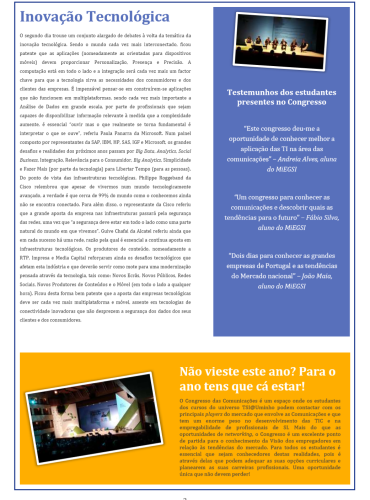 Inovação Tecnológica
O segundo dia trouxe um conjunto alargado de debates à volta da temática da
inovação tecnológica. Sendo o mundo cada vez mais interconectado, ficou
patente que as aplicações (nomeadamente as orientadas para dispositivos
móveis) devem proporcionar Personalização, Presença e Precisão. A
computação está em todo o lado e a integração será cada vez mais um factor
chave para que a tecnologia sirva as necessidades dos consumidores e dos
clientes das empresas. É impensável pensar-se em construírem-se aplicações
que não funcionem em multiplataformas, sendo cada vez mais importante a
Análise de Dados em grande escala, por parte de profissionais que sejam
capazes de disponibilizar informação relevante à medida que a complexidade
aumente, é essencial "ouvir mas o que realmente se torna fundamental é
interpretar o que se ouve", referiu Paula Panarra da Microsoft. Num painel
composto por representantes da SAP, IBM, HP, SAS, IGF e Microsoft, os grandes
desafios e realidades dos próximos anos passam por Big Data, Analytics, Social
Business, Integração, Relevância para o Consumidor, Big Analytics, Simplicidade
e Fazer Mais (por parte da tecnologia) para Libertar Tempo (para as pessoas).
Do ponto de vista das infraestruturas tecnológicas, Philippe Roggeband da
Cisco relembrou que apesar de vivermos num mundo tecnologicamente
avançado, a verdade é que cerca de 99% do mundo como o conhecemos ainda
não se encontra conectado. Para além disso, o representante da Cisco referiu
que a grande aposta da empresa nas infraestruturas passará pela segurança
das redes, uma vez que "a segurança deve estar em todo o lado como uma parte
natural do mundo em que vivemos". Guive Chafai da Alcatel referiu ainda que
em cada sucesso há uma rede, razão pela qual é essencial a contínua aposta em
infraestruturas tecnológicas. Os produtores de conteúdo, nomeadamente a
RTP, Impresa e Media Capital reforçaram ainda os desafios tecnológicos que
afetam esta indústria e que deverão servir como mote para uma modernização
pensada através da tecnologia, tais como: Novos Ecrãs, Novos Públicos, Redes
Sociais, Novos Produtores de Conteúdos e o Móvel (em todo o lado a qualquer
hora). Ficou desta forma bem patente que a aposta das empresas tecnológicas
deve ser cada vez mais multiplataforma e móvel, assente em tecnologias de
conectividade inovadoras que não desprezem a segurança dos dados dos seus
clientes e dos consumidores.
Testemunhos dos estudantes
presentes no Congresso
"Este congresso deu-me a
oportunidade de conhecer melhor a
aplicação das TI na área das
comunicações" – Andreia Alves, aluna
do MiEGSI
"Um congresso para conhecer as
comunicações e descobrir quais as
tendências para o futuro" – Fábio Silva,
aluno do MiEGSI
"Dois dias para conhecer as grandes
empresas de Portugal e as tendências
do Mercado nacional" – João Maia,
aluno do MiEGSI
Não vieste este ano? Para o
ano tens que cá estar!
O Congresso das Comunicações é um espaço onde os estudantes
dos cursos do universo TSI@Uminho podem contactar com os
principais players do mercado que envolve as Comunicações e que
tem um enorme peso no desenvolvimento das TIC e na
empregabilidade de profissionais de SI. Mais do que as
oportunidades de networking, o Congresso é um excelente ponto
de partida para o conhecimento da Visão dos empregadores em
relação às tendências do mercado. Para todos os estudantes é
essencial que sejam conhecedores destas realidades, pois é
através delas que podem adequar as suas opções curriculares e
planearem as suas carreiras profissionais. Uma oportunidade
única que não devem perder!